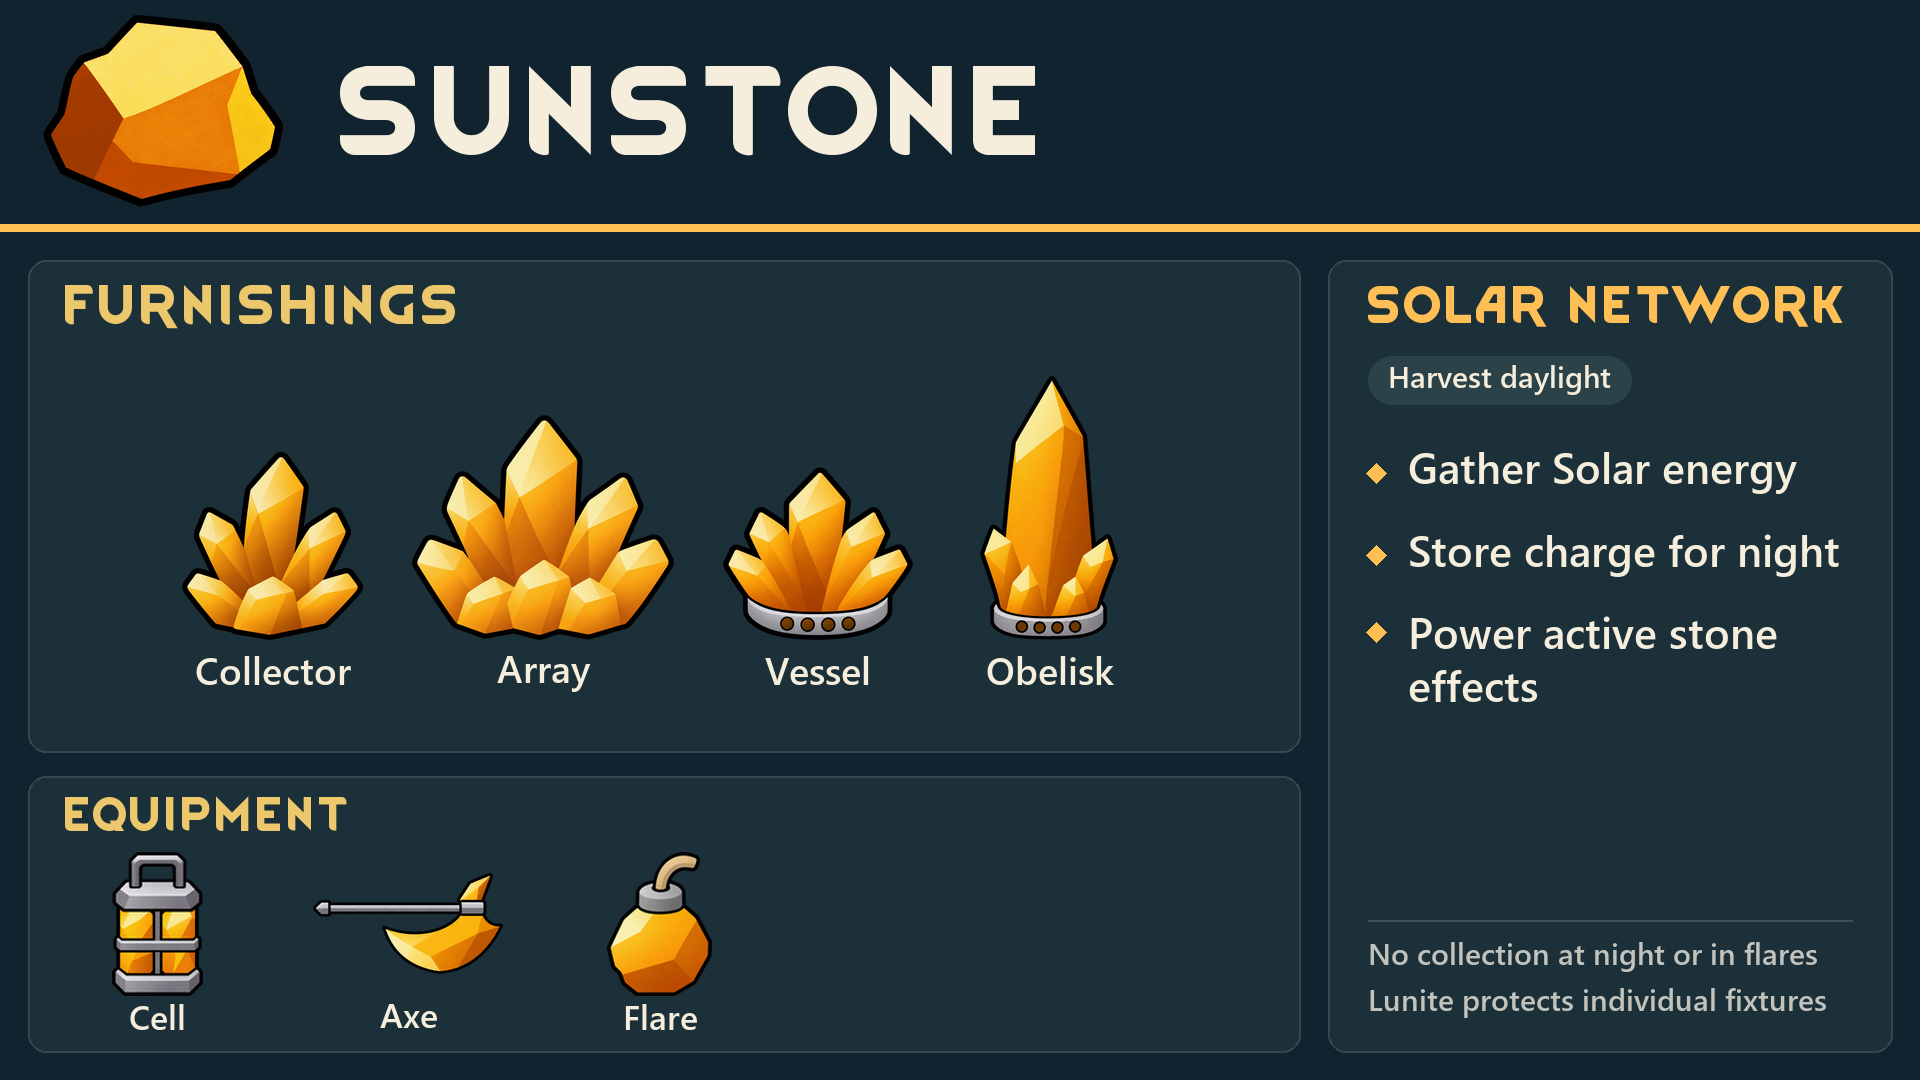 SUNSTONE
FURNISHINGS
Collector
Array
Vessel
Obelisk
EQUIPMENT
Cell
Axe
Flare
SOLAR NETWORK
Harvest daylight
Gather Solar energy
Store charge for night
Power active stone
effects
No collection at night or in flares
Lunite protects individual fixtures